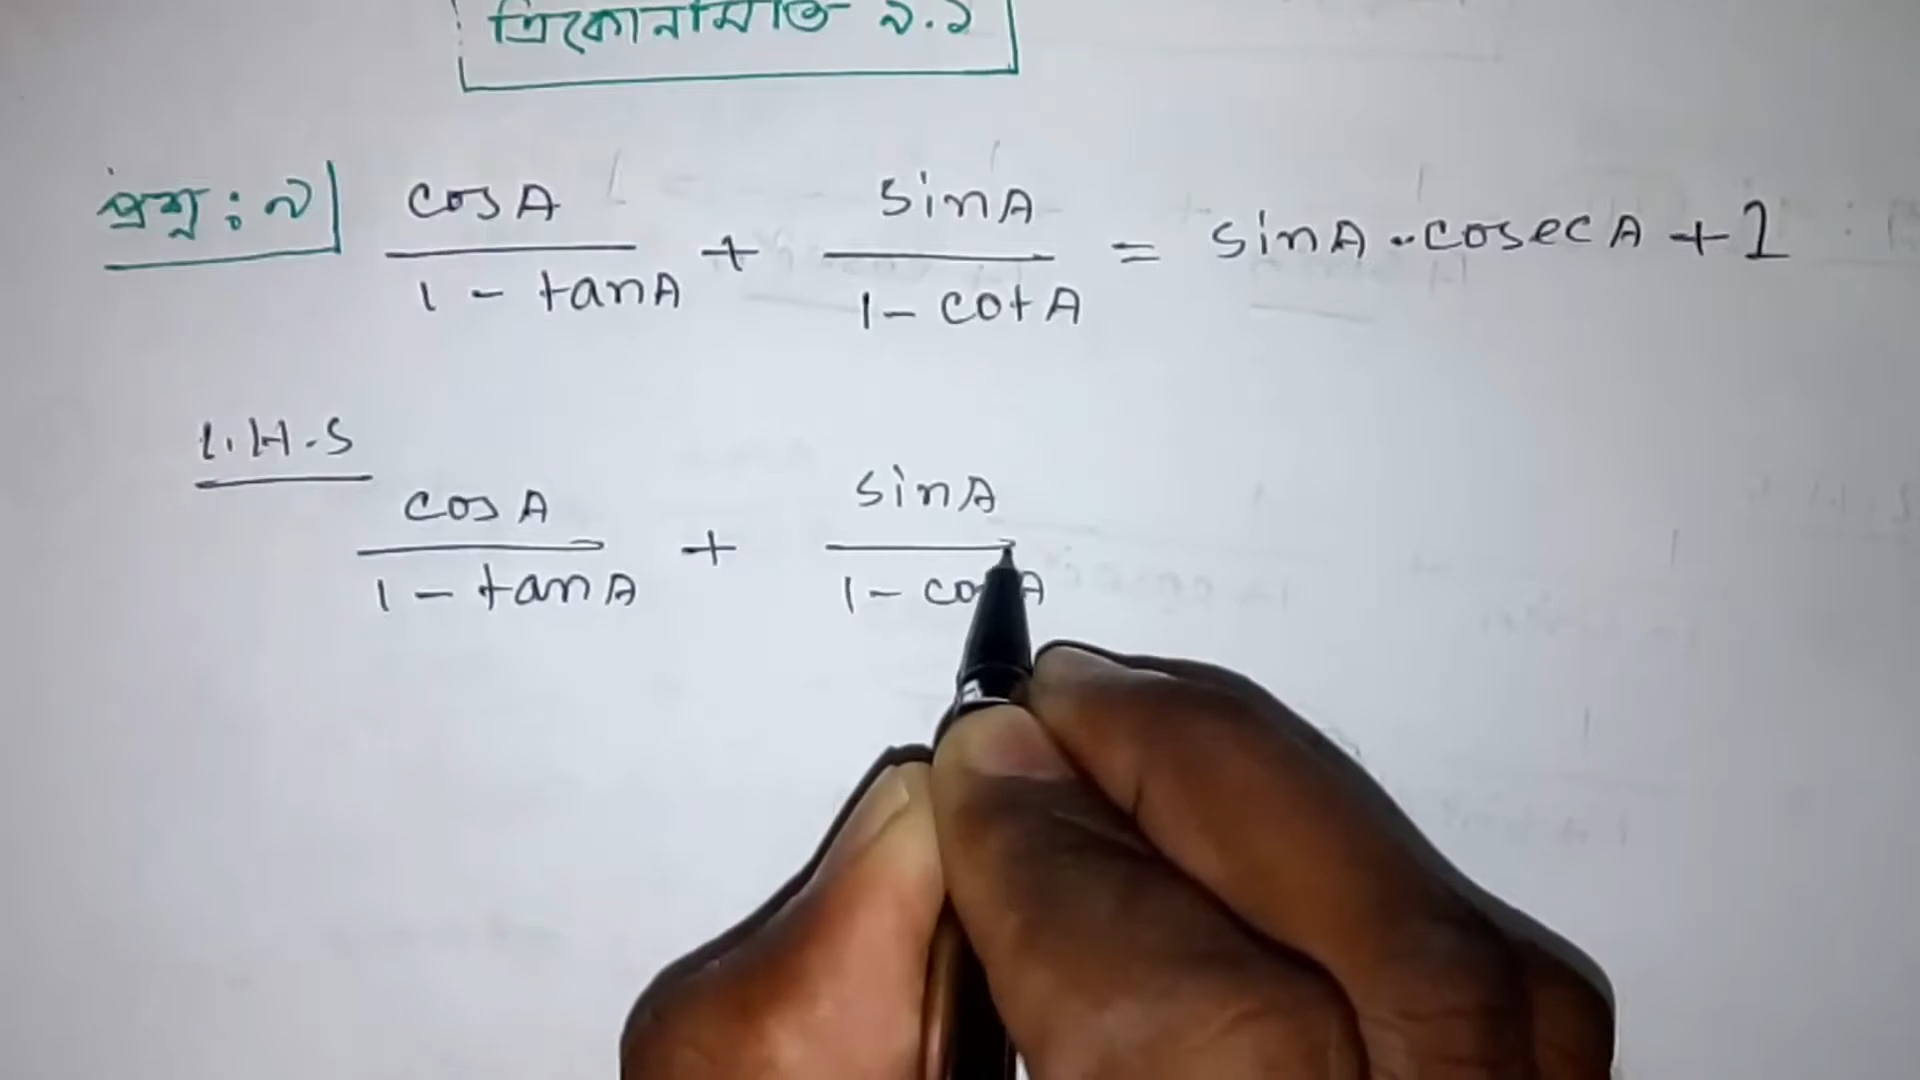 ত্রিকোনমিতি ৯.১
প্রশ্ন : ৯ cosA / 1 - tanA + sinA / 1 - cotA = sinA · cosecA + 1
L.H.S
cosA / 1 - tanA + sinA / 1 - cotA